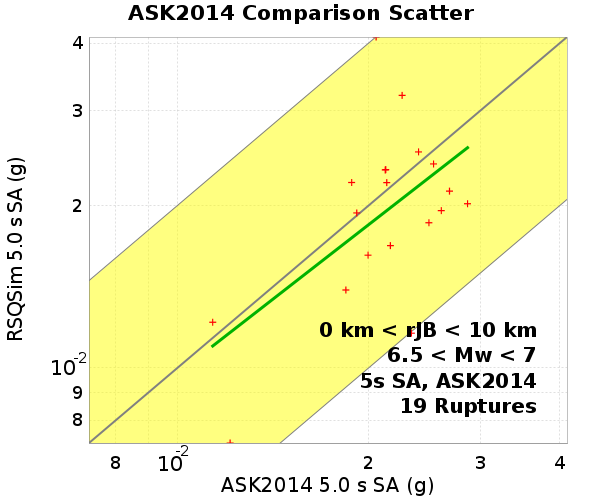 ASK2014 Comparison Scatter
RSQSim 5.0 s SA (g)
4
3
2
10⁻²
9
8
0 km < rJB < 10 km
6.5 < Mw < 7
5s SA, ASK2014
19 Ruptures
8 10⁻² 2 3 4
ASK2014 5.0 s SA (g)